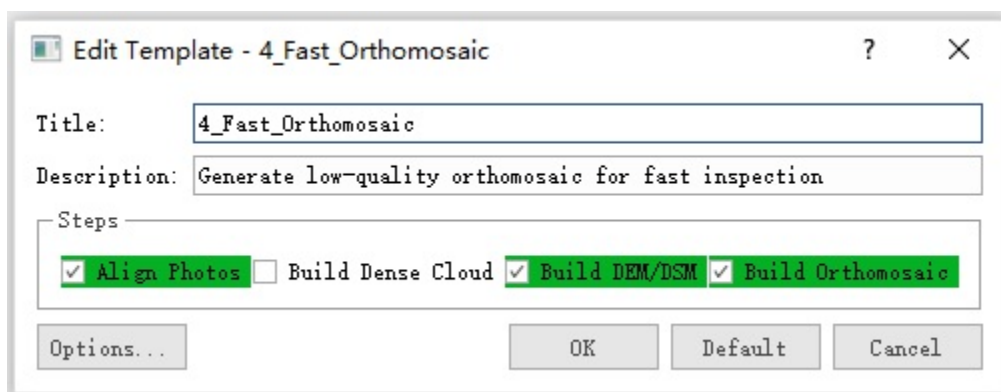 Edit Template - 4_Fast_Orthomosaic ?
Title: 4_Fast_Orthomosaic
Description: Generate low-quality orthomosaic for fast inspection
Steps
Align Photos Build Dense Cloud Build DEM/DSM Build Orthomosaic
Options... OK Default Cancel